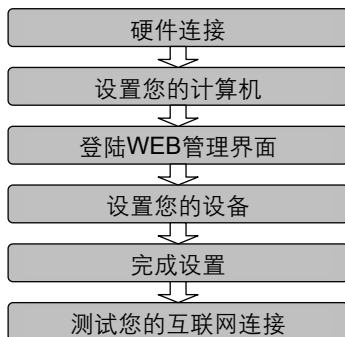 硬件连接
设置您的计算机
登陆WEB管理界面
设置您的设备
完成设置
测试您的互联网连接